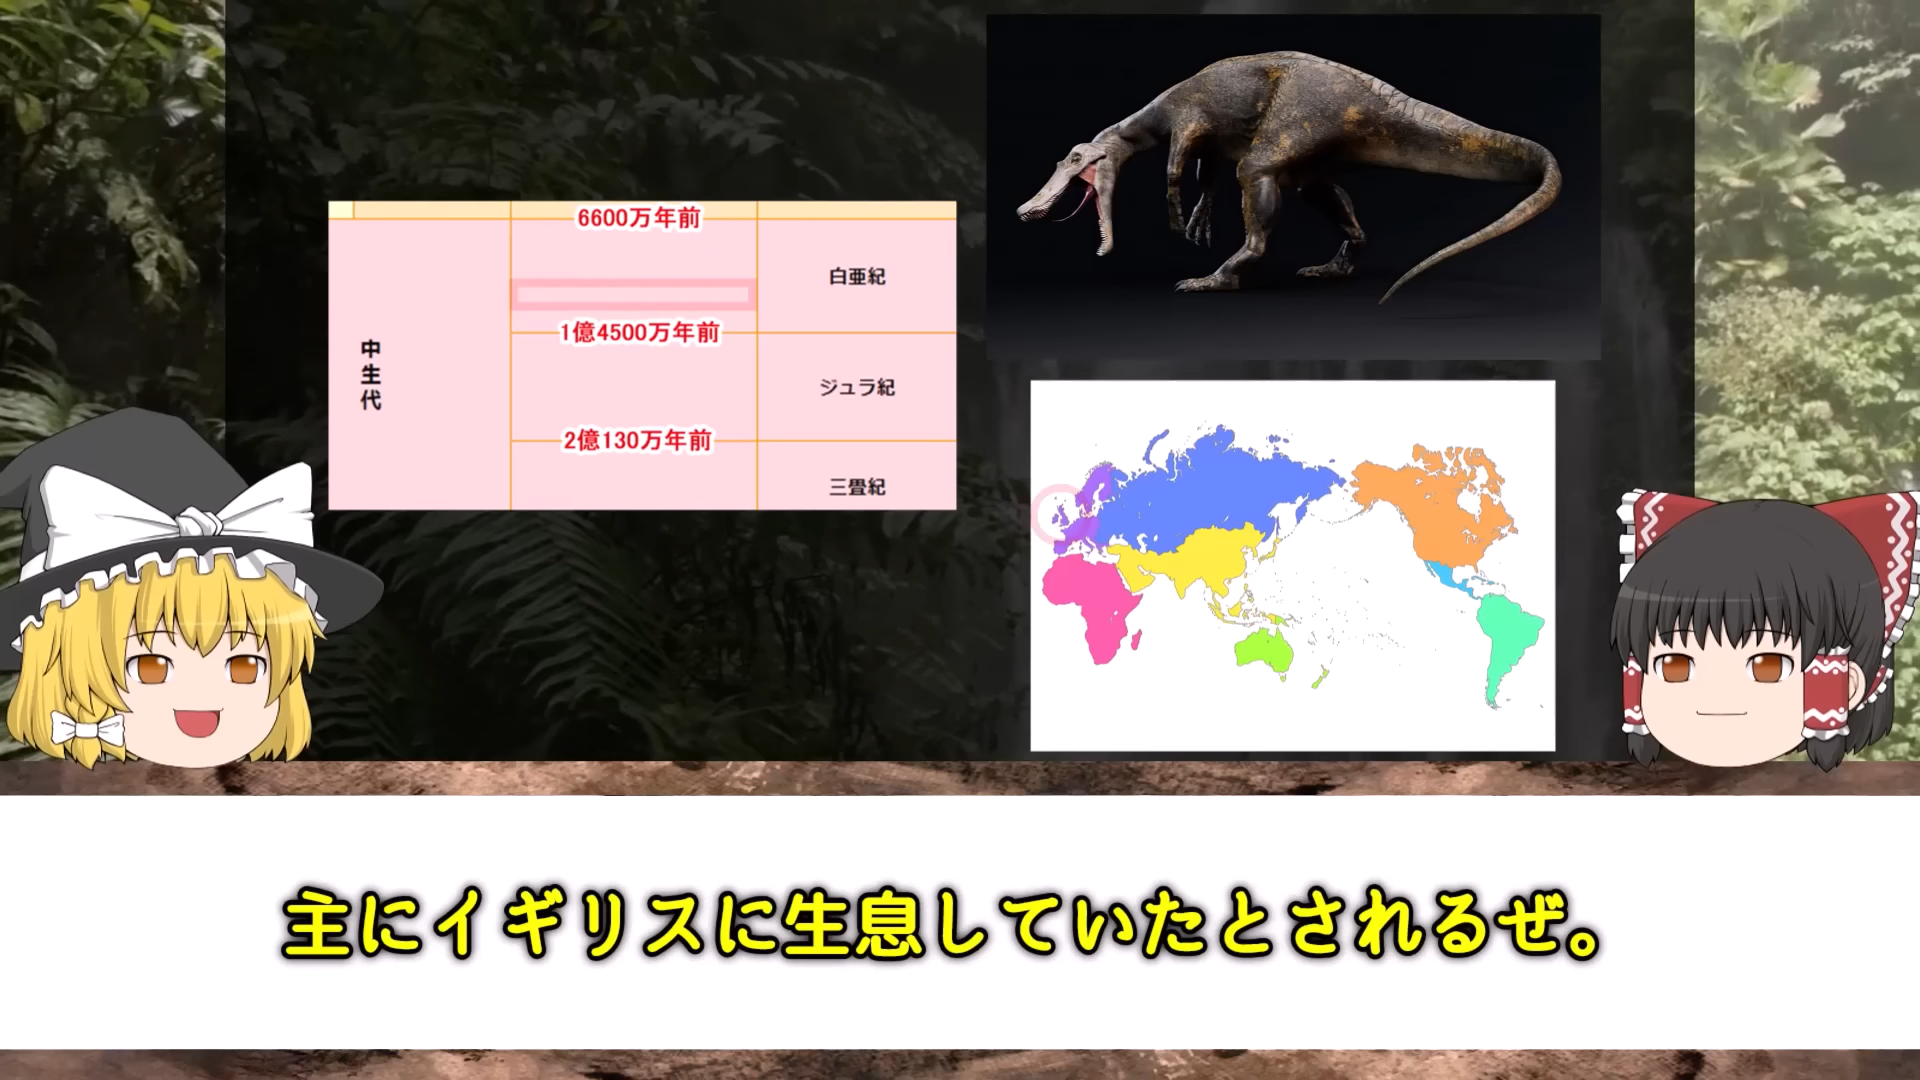 6600万年前
白亜紀
1億4500万年前
中生代
ジュラ紀
2億130万年前
三畳紀
主にイギリスに生息していたとされるぜ。